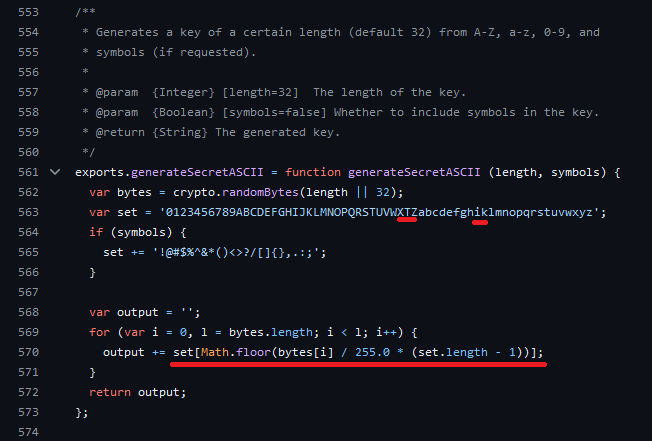 553 /**
554 * Generates a key of a certain length (default 32) from A-Z, a-z, 0-9, and
555 * symbols (if requested).
556 *
557 * @param  {Integer} [length=32]  The length of the key.
558 * @param  {Boolean} [symbols=false] Whether to include symbols in the key.
559 * @return {String} The generated key.
560 */
561 exports.generateSecretASCII = function generateSecretASCII (length, symbols) {
562 var bytes = crypto.randomBytes(length || 32);
563 var set = '0123456789ABCDEFGHIJKLMNOPQRSTUVWXTZabcdefghiklmnopqrstuvwxyz';
564 if (symbols) {
565 set += '!@#$%^&*()<>?/[]{},.:;';
566 }
567
568 var output = '';
569 for (var i = 0, l = bytes.length; i < l; i++) {
570 output += set[Math.floor(bytes[i] / 255.0 * (set.length - 1))];
571 }
572 return output;
573 };
574